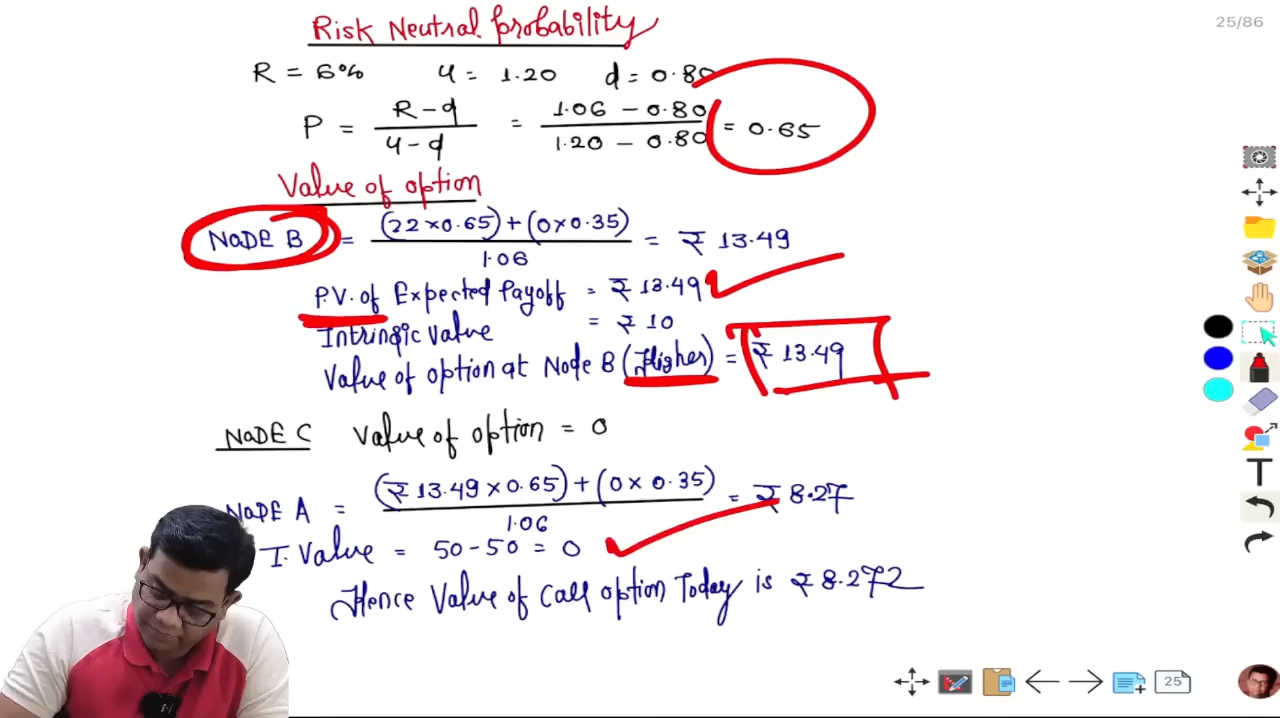 25/86
Risk Neutral Probability
R = 6% u = 1.20 d = 0.80
P = R-d / u-d = 1.06 - 0.80 / 1.20 - 0.80 = 0.65
Value of option
NODE B = (22×0.65)+(0×0.35) / 1.06 = ₹ 13.49
P.V. of Expected Payoff = ₹ 13.49
Intrinsic Value = ₹ 10
Value of option at Node B (Higher) = ₹ 13.49
NODE C Value of option = 0
NODE A = (₹ 13.49 × 0.65) + (0 × 0.35) / 1.06 = ₹ 8.27
I. Value = 50 - 50 = 0
Hence Value of Call option Today is ₹ 8.272
T
25